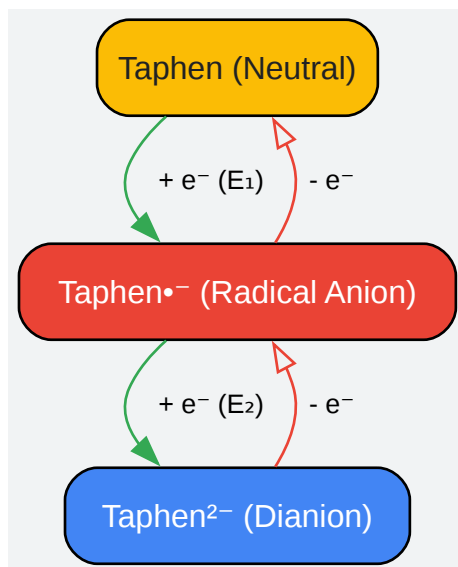 Taphen (Neutral)
+ e⁻ (E₁)
- e⁻
Taphen•⁻ (Radical Anion)
+ e⁻ (E₂)
- e⁻
Taphen²⁻ (Dianion)